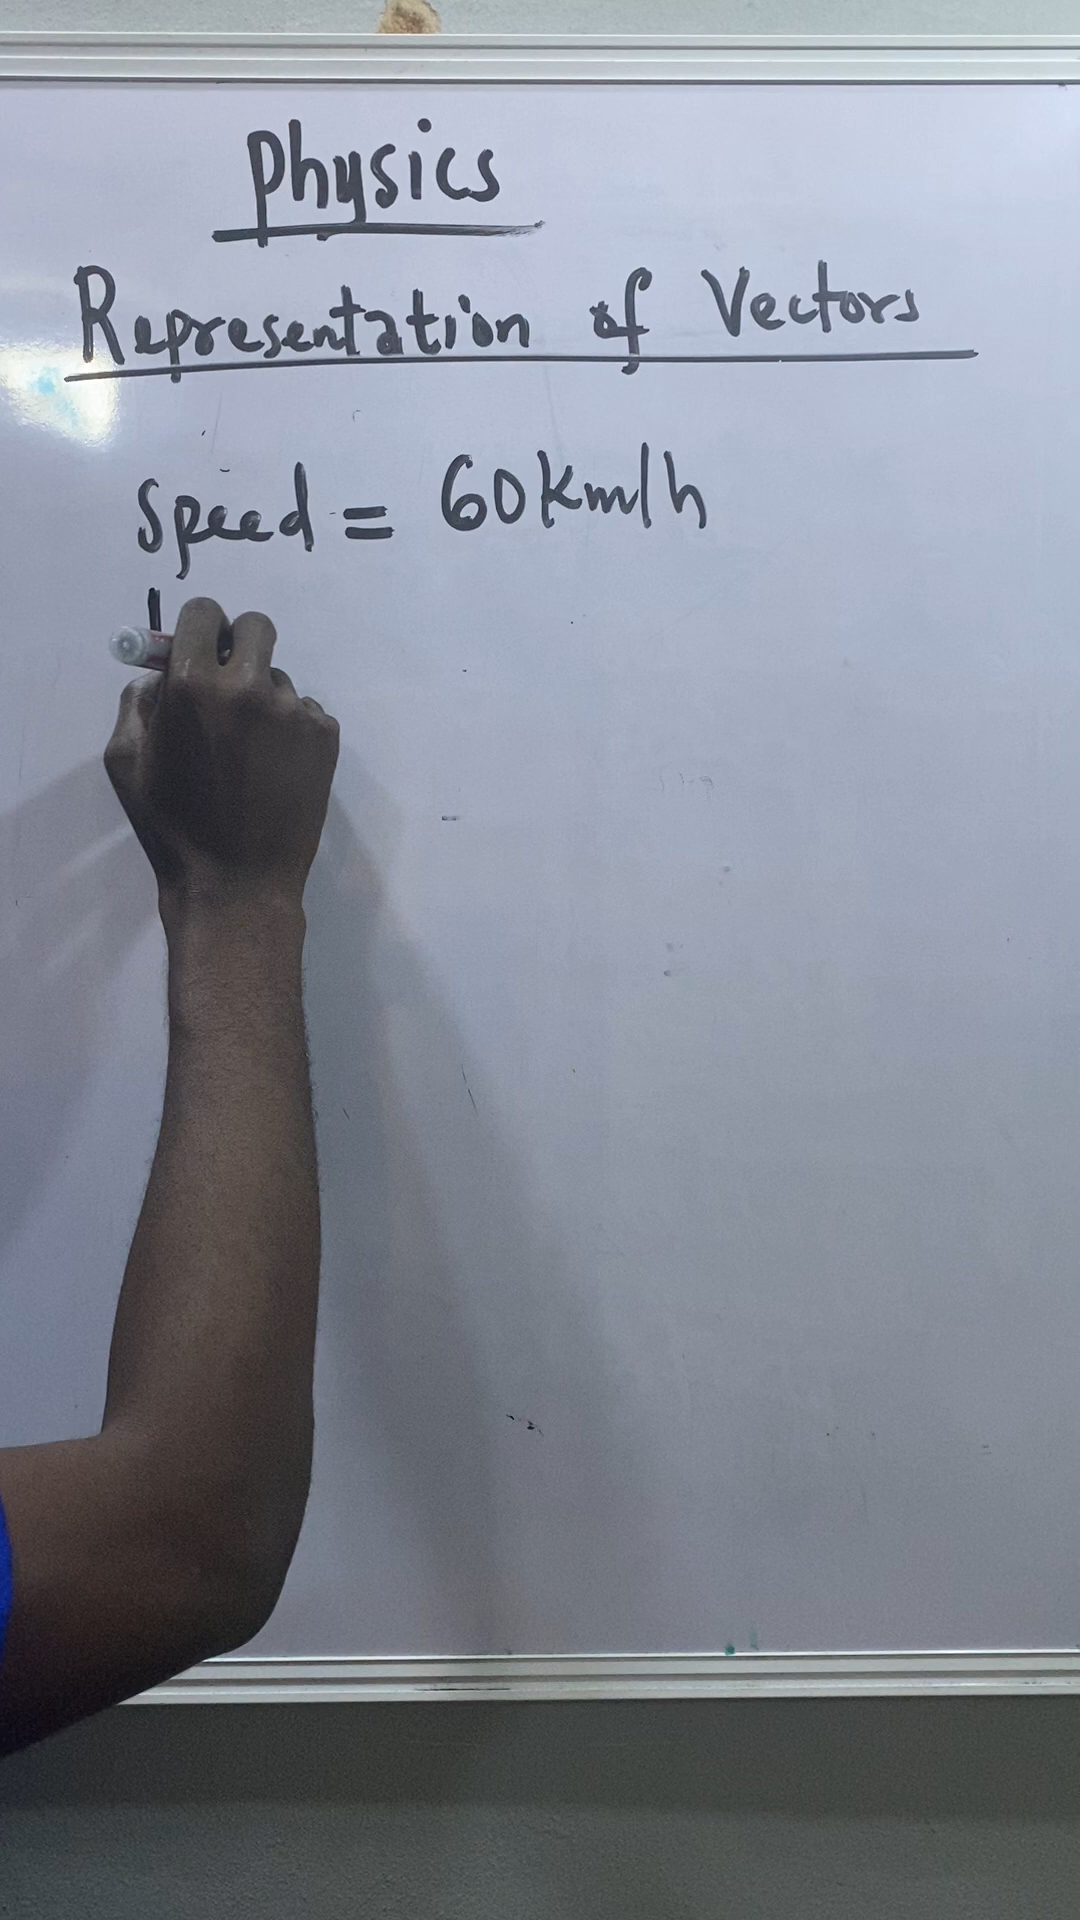 Physics
Representation of Vectors
Speed = 60km/h